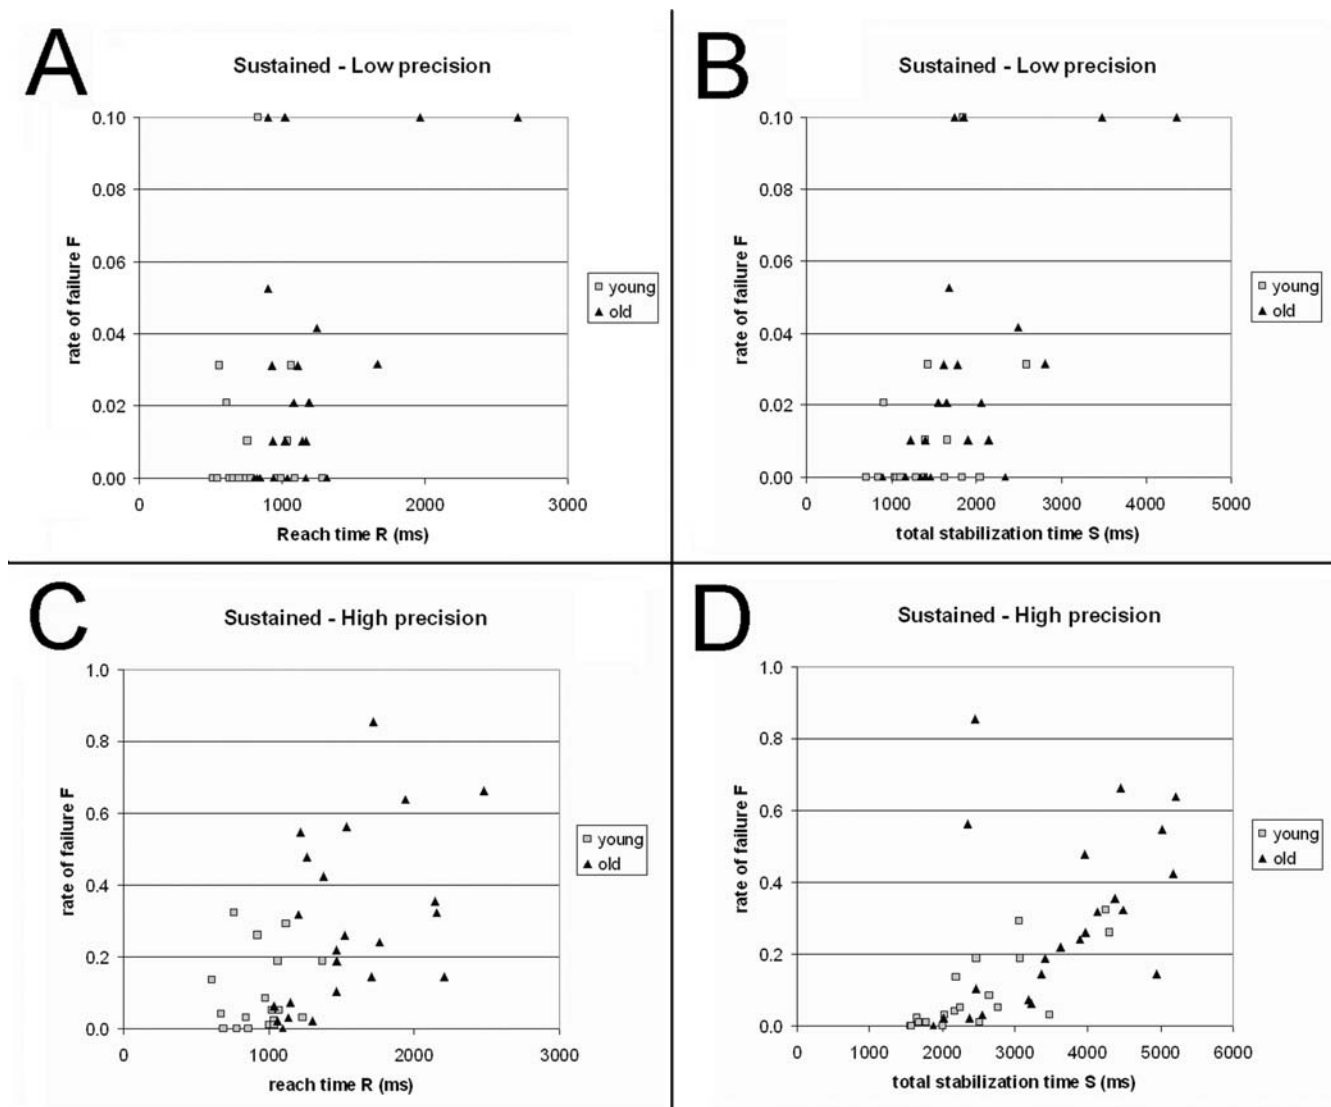 A
Sustained - Low precision
0.10
0.08
0.06
0.04
0.02
0.00
rate of failure F
0
1000
2000
3000
Reach time R (ms)
young
old
B
Sustained - Low precision
0.10
0.08
0.06
0.04
0.02
0.00
rate of failure F
0
1000
2000
3000
4000
5000
total stabilization time S (ms)
young
old
C
Sustained - High precision
1.0
0.8
0.6
0.4
0.2
0.0
rate of failure F
0
1000
2000
3000
reach time R (ms)
young
old
D
Sustained - High precision
1.0
0.8
0.6
0.4
0.2
0.0
rate of failure F
0
1000
2000
3000
4000
5000
6000
total stabilization time S (ms)
young
old